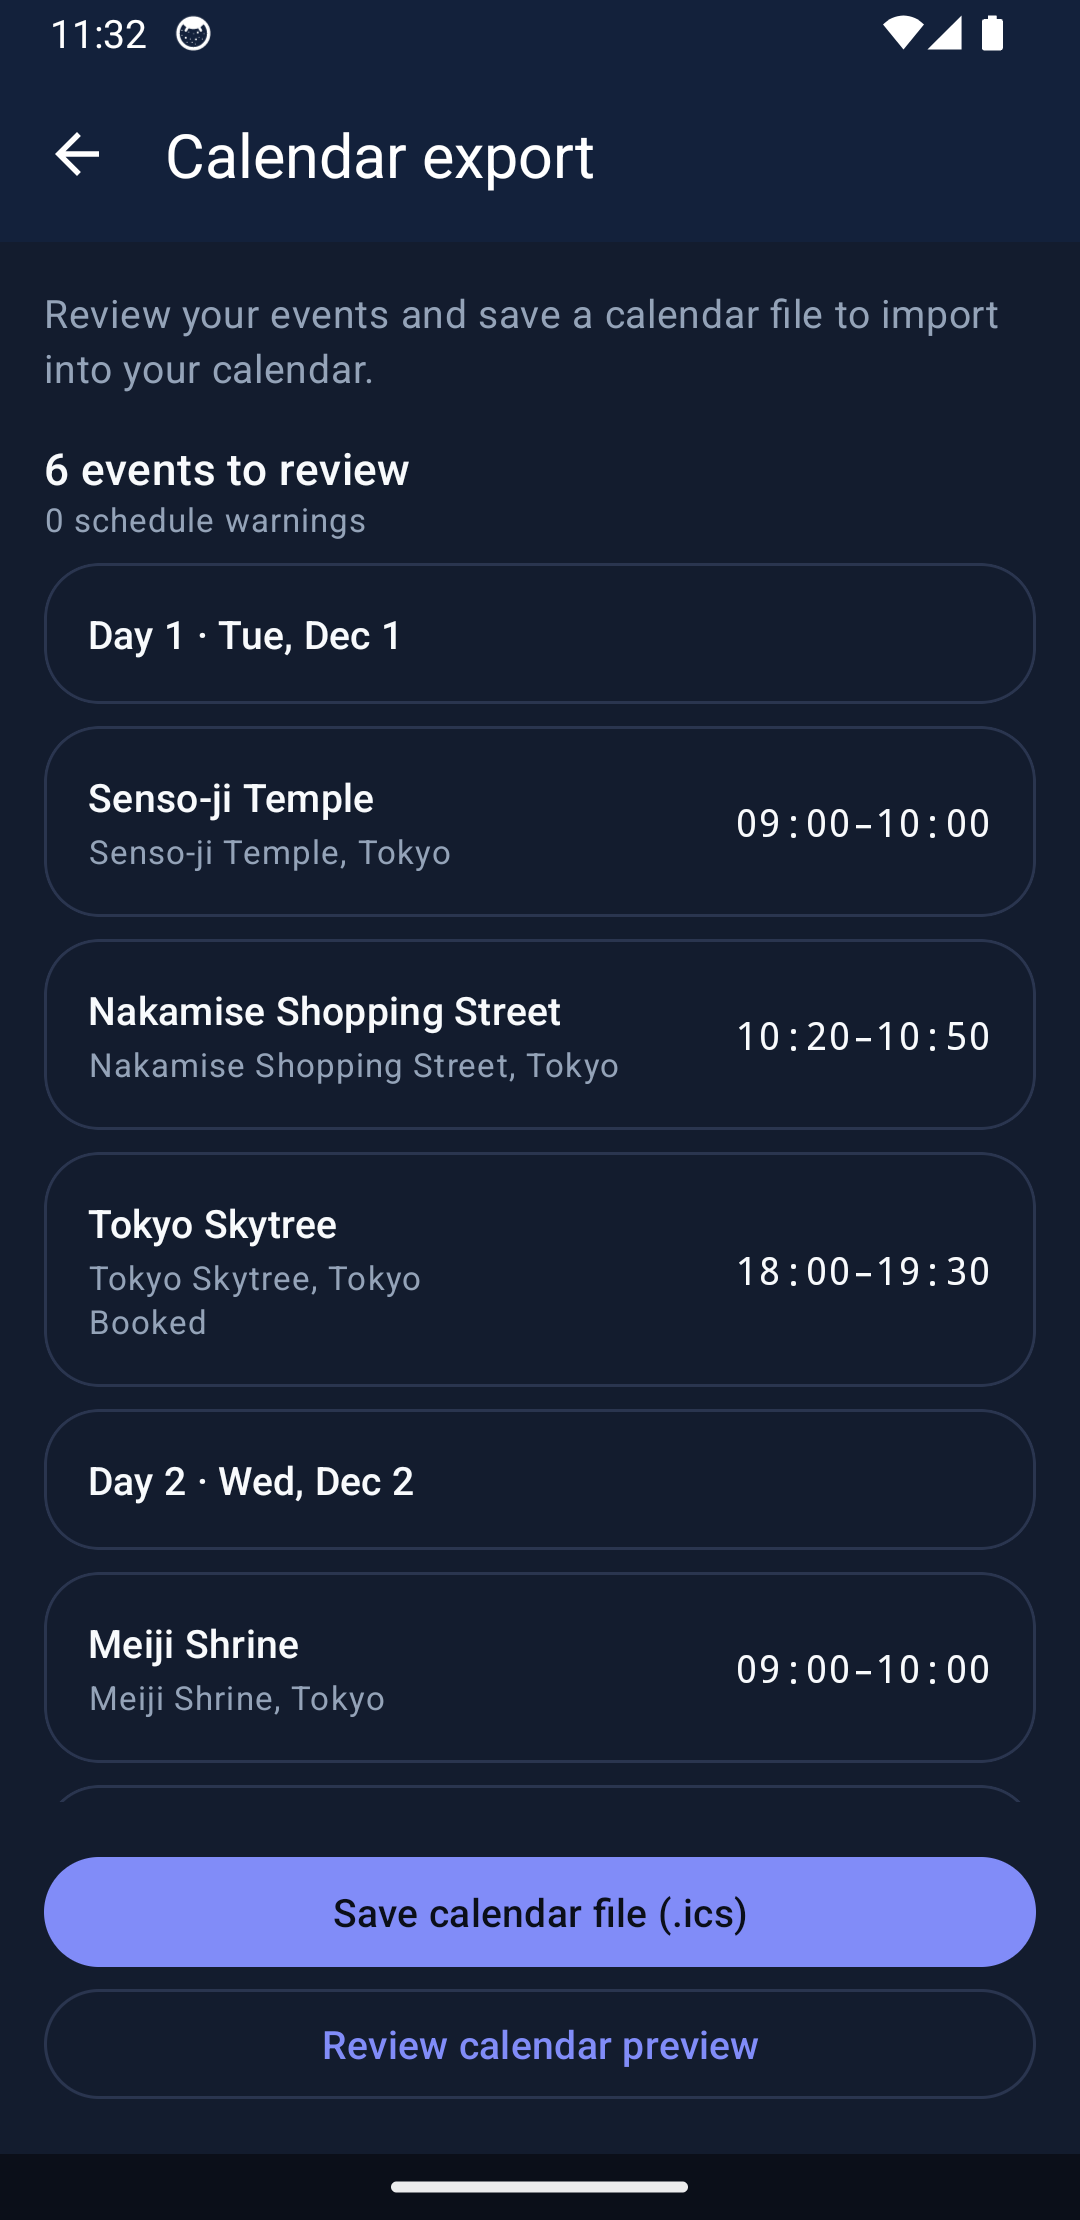 11:32
Calendar export
Review your events and save a calendar file to import
into your calendar.
6 events to review
0 schedule warnings
Day 1 · Tue, Dec 1
Senso-ji Temple
Senso-ji Temple, Tokyo
09:00–10:00
Nakamise Shopping Street
Nakamise Shopping Street, Tokyo
10:20–10:50
Tokyo Skytree
Tokyo Skytree, Tokyo
Booked
18:00–19:30
Day 2 · Wed, Dec 2
Meiji Shrine
Meiji Shrine, Tokyo
09:00–10:00
Save calendar file (.ics)
Review calendar preview